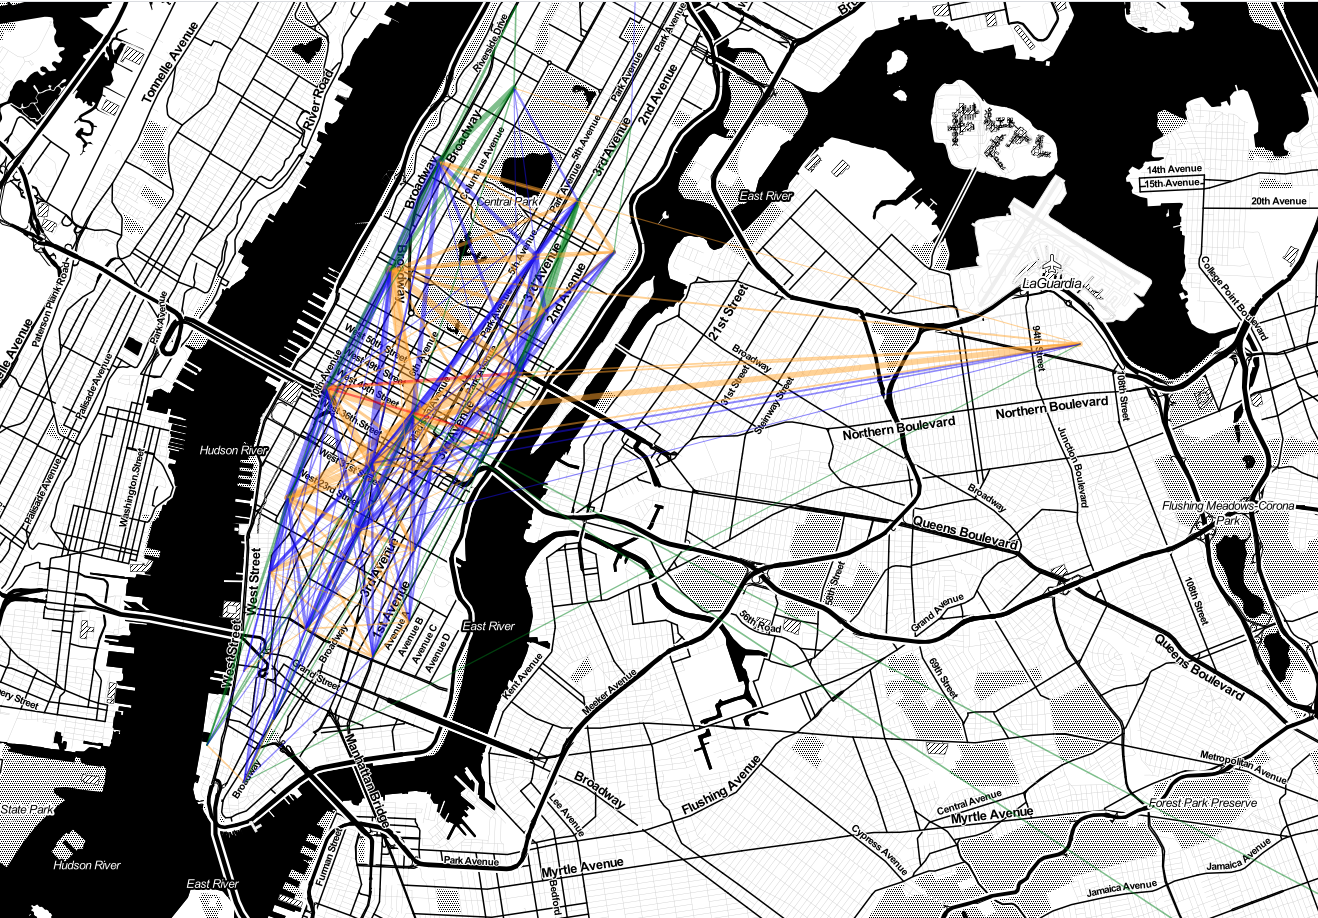 Riverside Drive
Park Avenue
Tonnelle Avenue
River Road
Park Avenue
2nd Avenue
Broadway
Columbus Avenue
5th Avenue
3rd Avenue
14th Avenue
15th Avenue
20th Avenue
Broadway
Central Park
Park Avenue
East River
Broadway
5th Avenue
3rd Avenue
2nd Avenue
LaGuardia
College Point Boulevard
Paterson Plank Road
Park Avenue
21st Street
West 50th Street
West 49th Street
Broadway
94th Street
Palisade Avenue
10th Avenue
31st Street
Steinway Street
108th Street
Northern Boulevard
Northern Boulevard
Hudson River
West 23rd Street
Junction Boulevard
Palisade Avenue
Washington Street
Broadway
Queens Boulevard
Flushing Meadows-Corona
Park
West Street
3rd Avenue
58th Street
108th Street
1st Avenue
Avenue A
Avenue B
Avenue C
Avenue D
East River
56th Road
Grand Avenue
West Street
Broadway
Grand Street
Kent Avenue
Meeker Avenue
69th Street
Queens Boulevard
Manhattan Bridge
Broadway
Broadway
Flushing Avenue
Metropolitan Avenue
State Park
Lee Avenue
Central Avenue
Myrtle Avenue
Forest Park Preserve
Cypress Avenue
Hudson River
East River
Furman Street
Park Avenue
Myrtle Avenue
Bedford
Jamaica Avenue
Jamaica Avenue